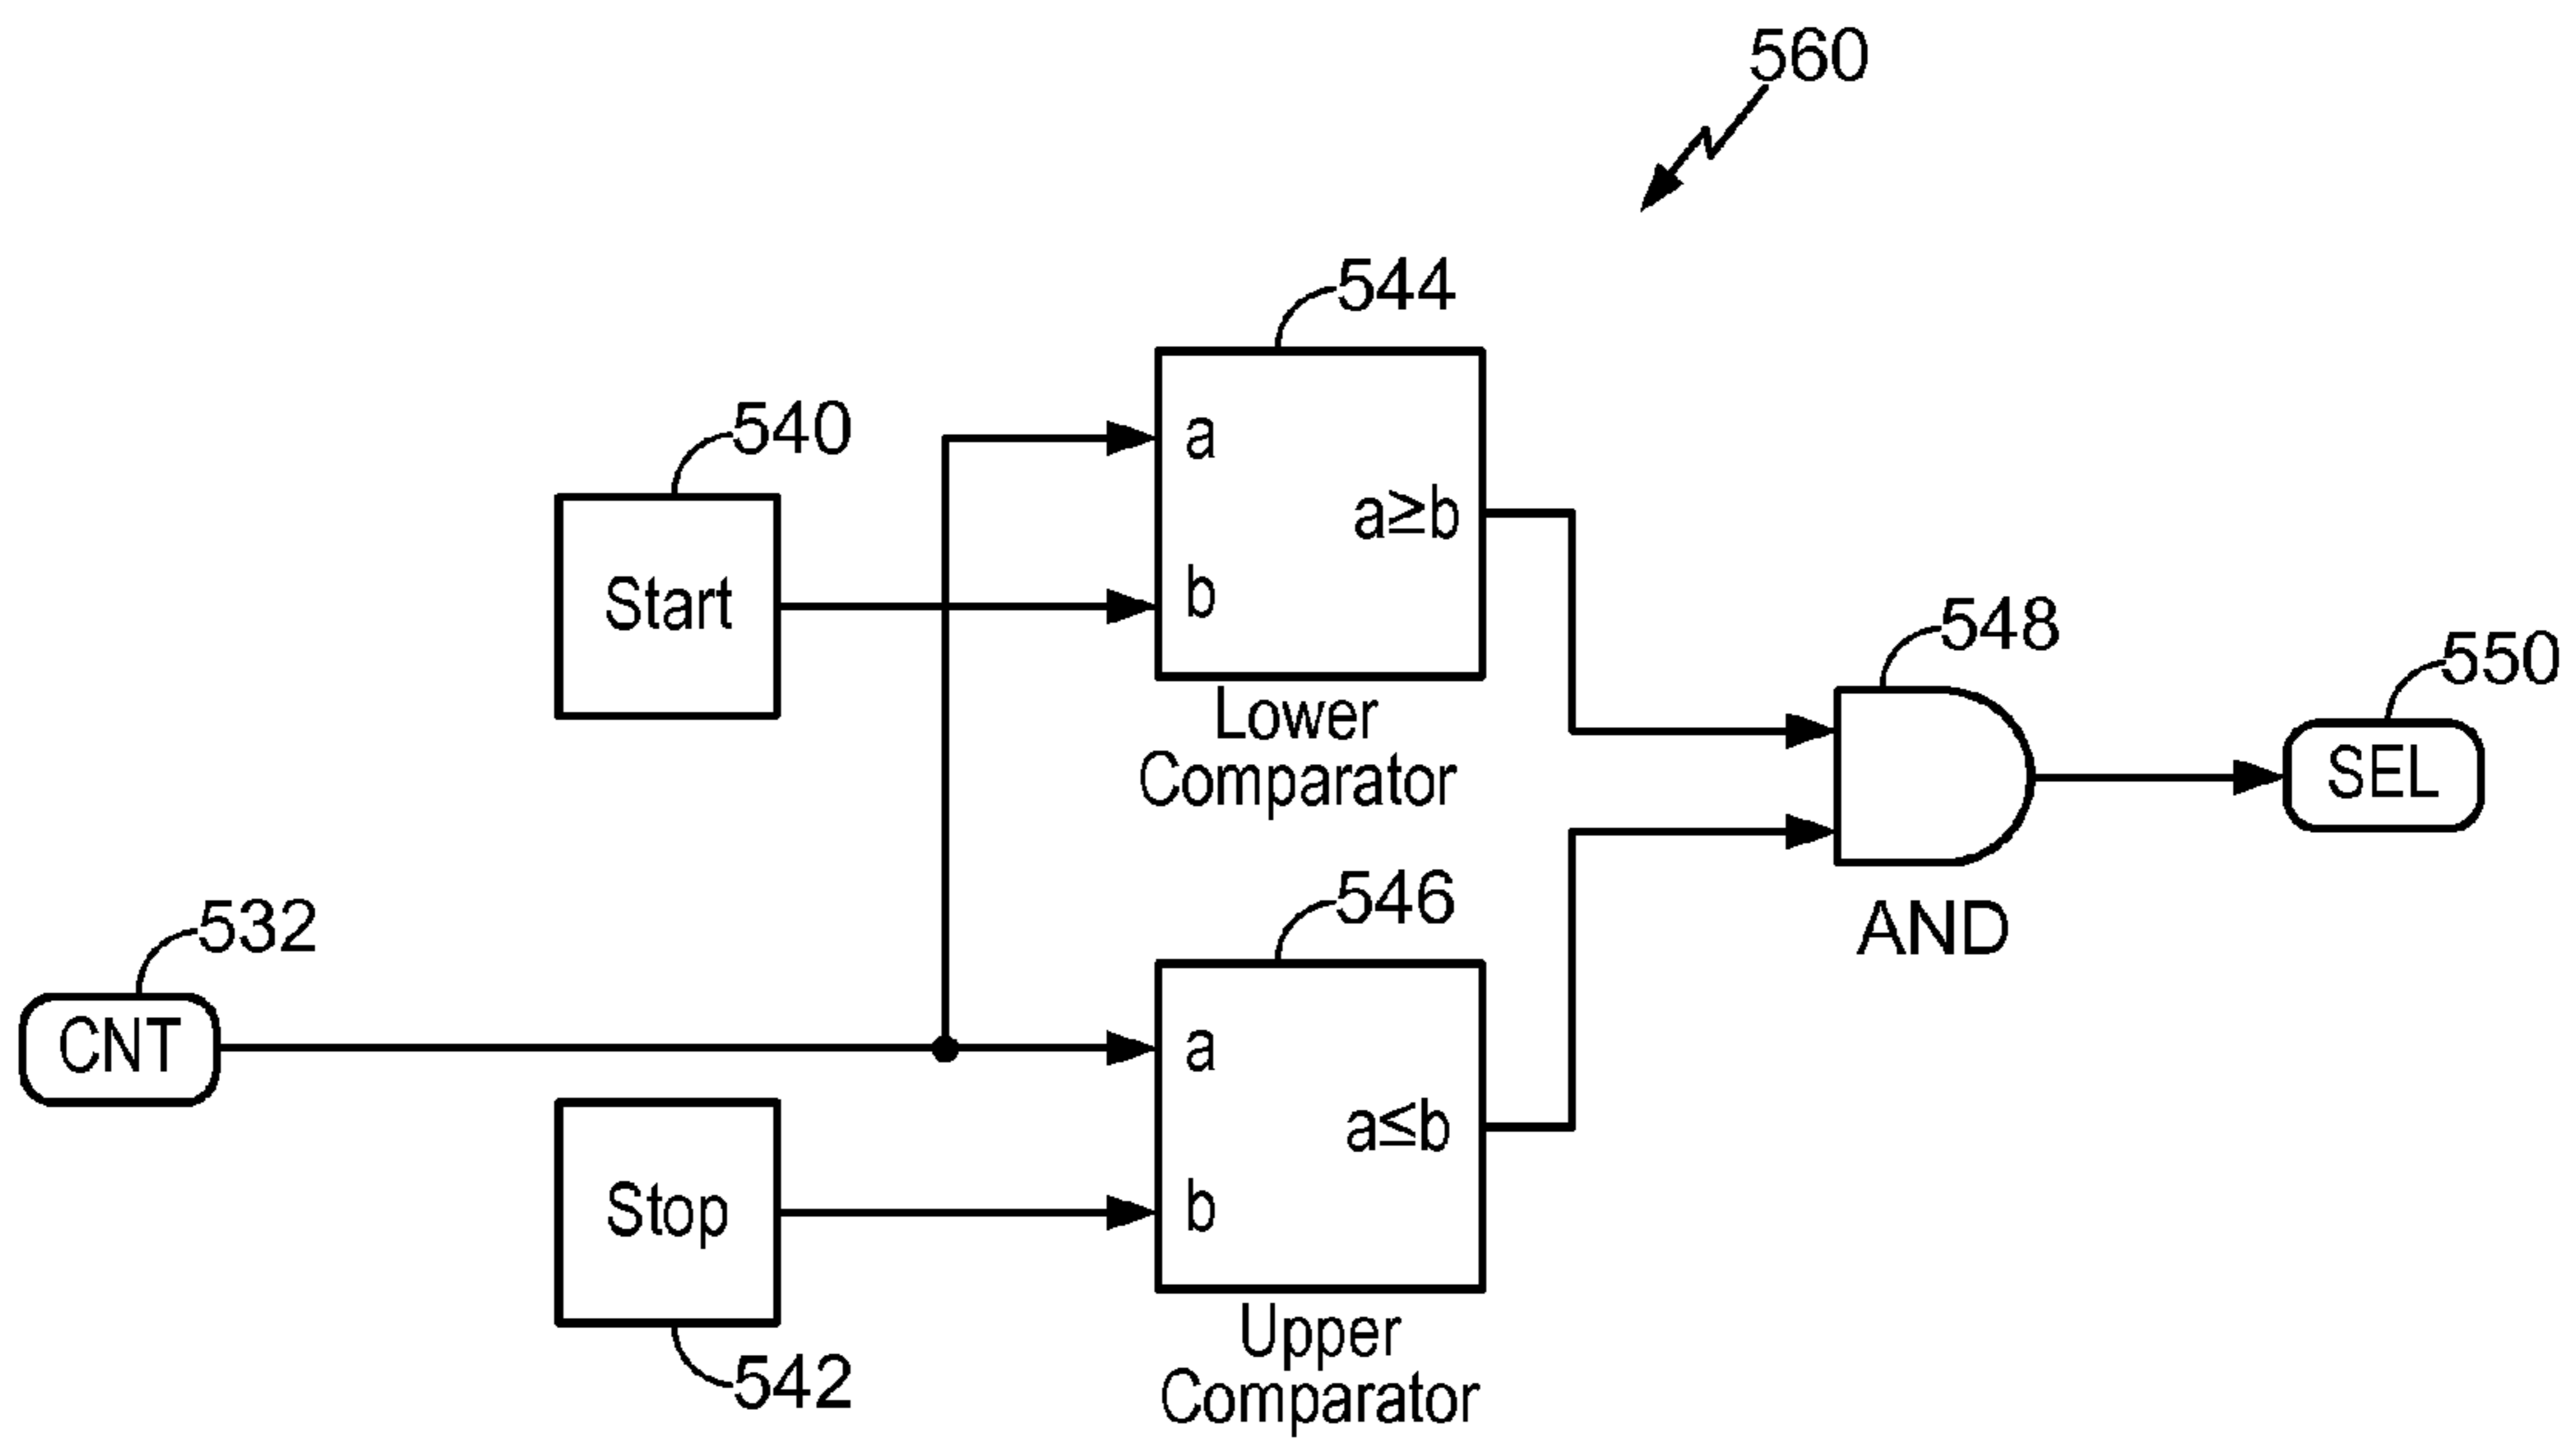 560
544
540
a
a≥b
Start
b
548
550
Lower
Comparator
SEL
546
532
AND
CNT
a
a≤b
Stop
b
Upper
542
Comparator